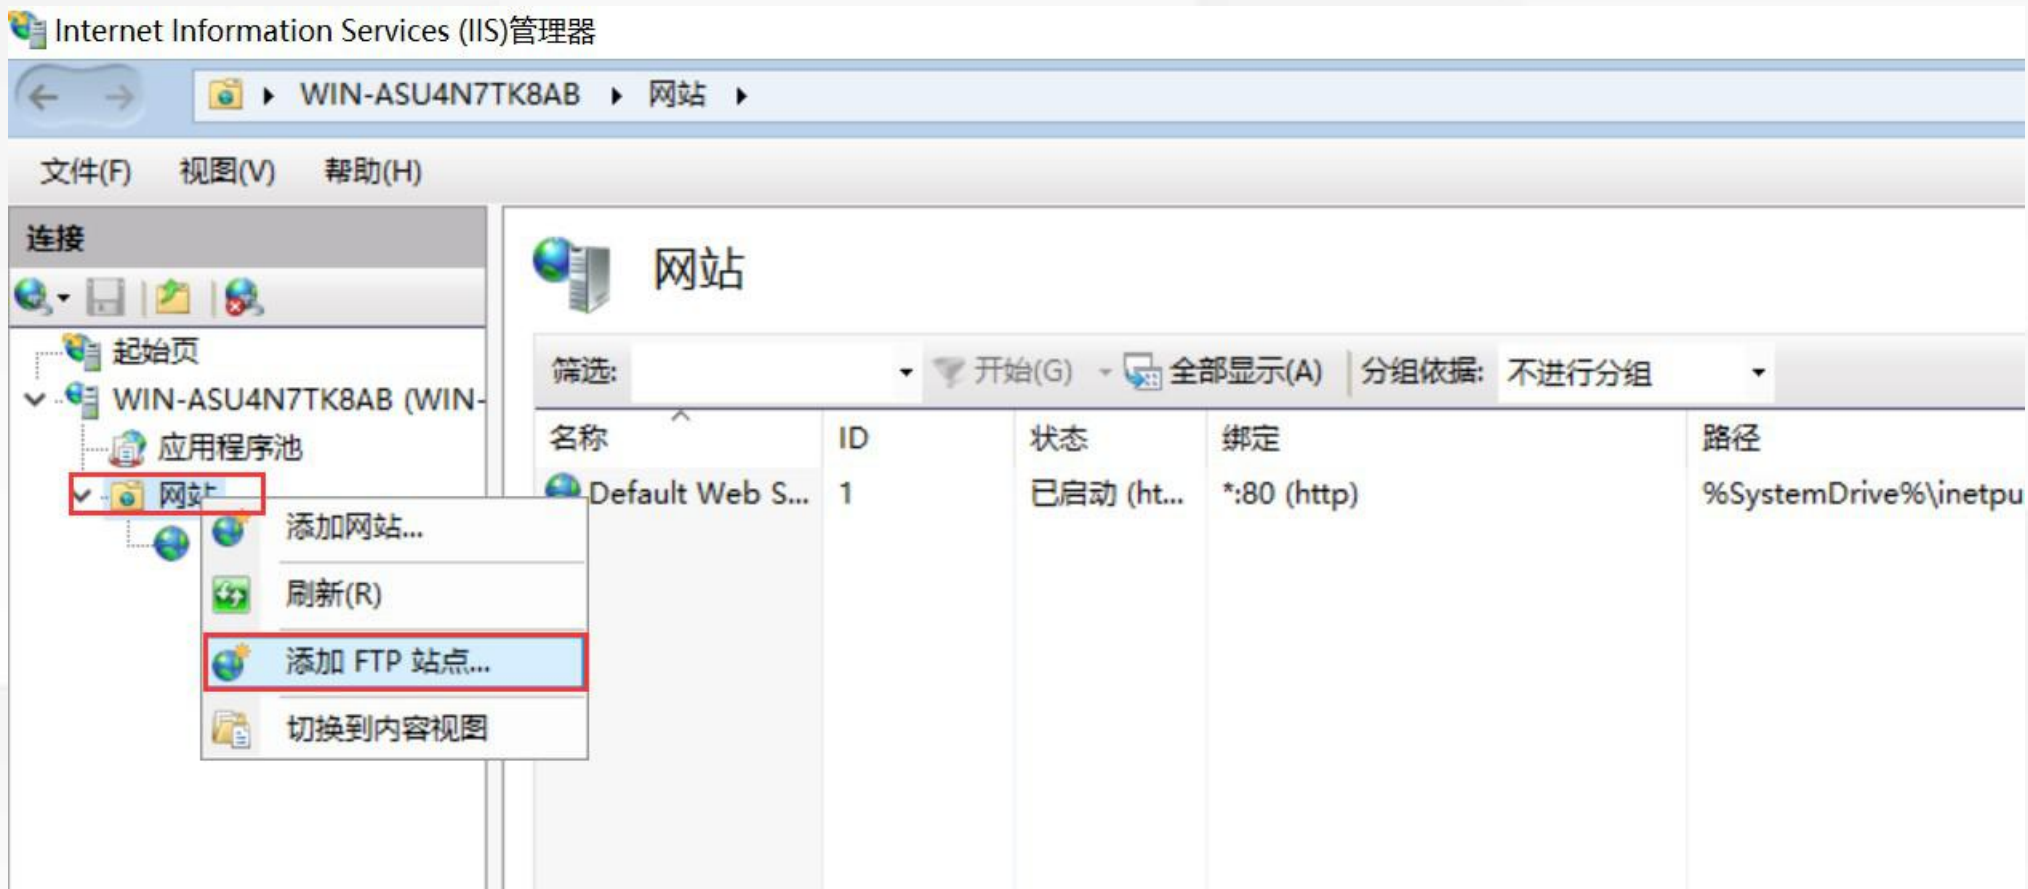 Internet Information Services (IIS)管理器
WIN-ASU4N7TK8AB 网站
文件(F) 视图(V) 帮助(H)
连接
起始页
WIN-ASU4N7TK8AB (WIN-
应用程序池
网站
添加网站...
刷新(R)
添加 FTP 站点...
切换到内容视图
网站
筛选: 开始(G) 全部显示(A) 分组依据: 不进行分组
名称 ID 状态 绑定 路径
Default Web S... 1 已启动 (ht... *:80 (http) %SystemDrive%\inetpu